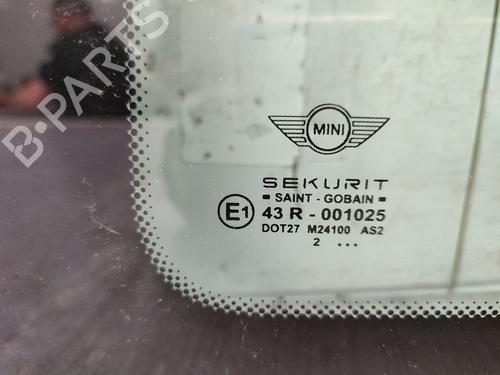 B-PARTS
MINI
SEKURIT
SAINT - GOBAIN
E1 43 R - 001025
DOT27 M24100 AS2
2 ...